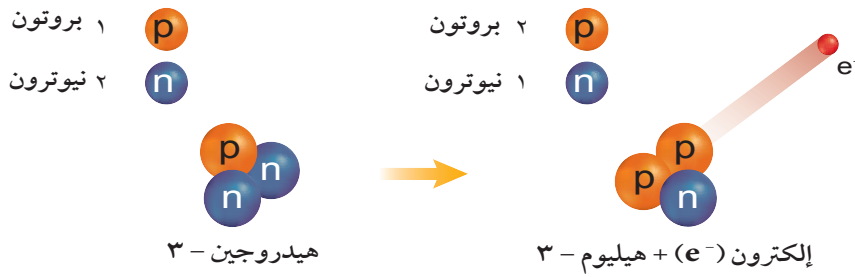 ١ بروتون p
٢ نيوترون n
p
n
n
هيدروجين – ٣
٢ بروتون p
١ نيوترون n
e⁻
p
p
n
إلكترون (e⁻) + هيليوم – ٣